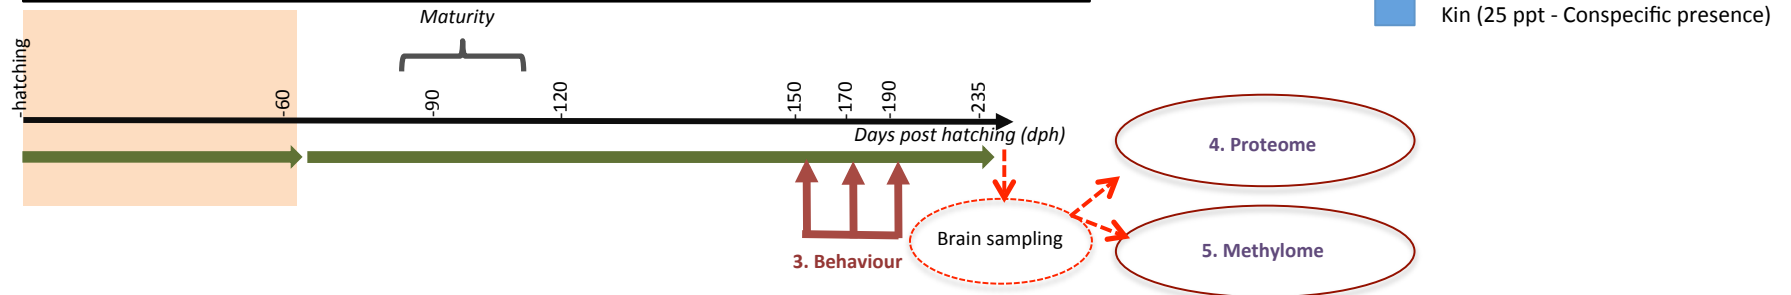 Kin (25 ppt - Conspecific presence)
Maturity
-hatching
-60
-90
-120
-150
-170
-190
-235
Days post hatching (dph)
4. Proteome
Brain sampling
5. Methylome
3. Behaviour